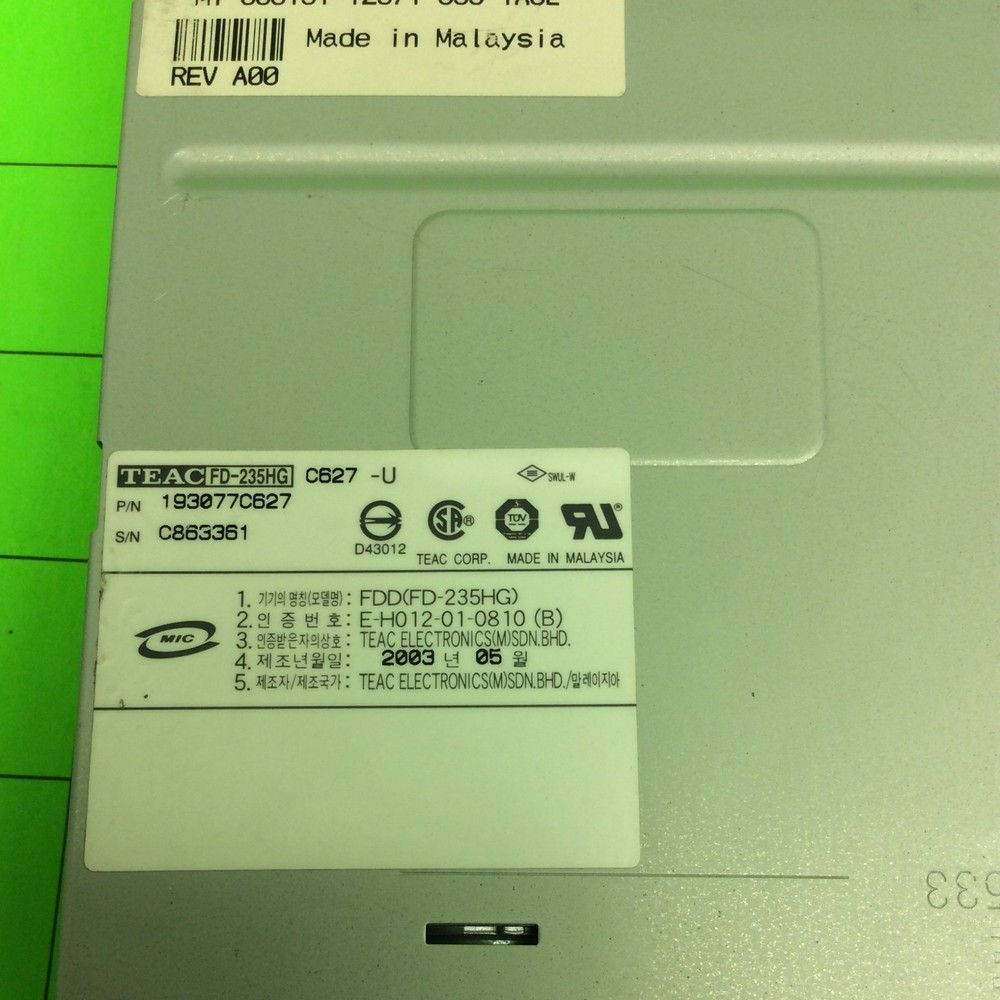 Made in Malaysia
REV A00
TEAC FD-235HG C627 -U
SWUL-W
P/N 193077C627
S/N C863361
D43012
SA ®
TUV
UR ®
TEAC CORP. MADE IN MALAYSIA
MIC
1. 기기의 명칭(모델명) : FDD(FD-235HG)
2. 인 증 번 호 : E-H012-01-0810 (B)
3. 인증받은자의상호 : TEAC ELECTRONICS(M)SDN.BHD.
4. 제조년월일 : 2003 년 05 월
5. 제조자/제조국가 : TEAC ELECTRONICS(M)SDN.BHD./말레이지아